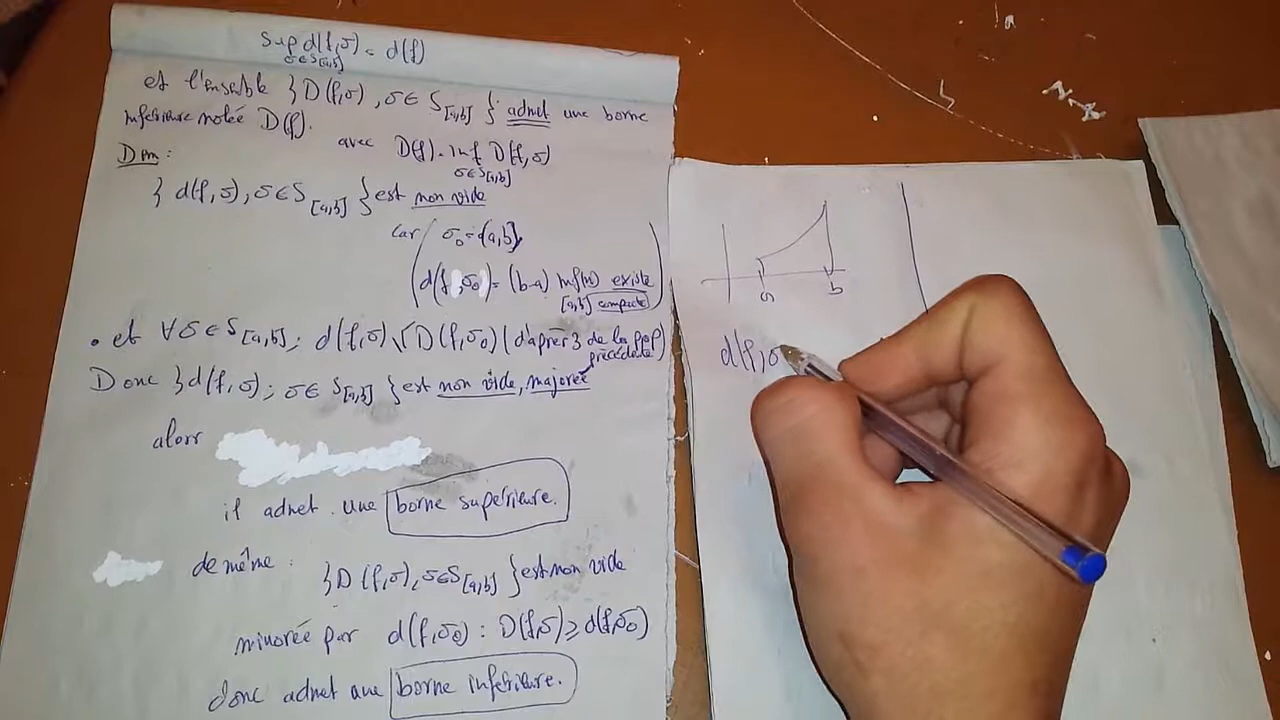 Sup d(f,σ) = d(f)
σ∈S[a,b]
et l'ensemble {D(f,σ), σ∈ S[a,b]} admet une borne
inférieure notée D(f).
avec D(f) = inf D(f,σ)
σ∈S[a,b]
Dem:
{d(f,σ), σ∈S[a,b]} est non vide
car (σ₀ = {a,b},
d(f,σ₀) = (b-a) inf(f) existe
[a,b] compacte)
• et ∀σ∈S[a,b]; d(f,σ) ≤ D(f,σ₀) (d'après 3 de la prop
précédente)
Donc {d(f,σ); σ∈ S[a,b]} est non vide, majorée
alors
il admet une borne supérieure.
de même: {D(f,σ), σ∈S[a,b]} est non vide
minorée par d(f,σ₀) : D(f,σ) ≥ d(f,σ₀)
donc admet une borne inférieure.
a b
d(f,σ